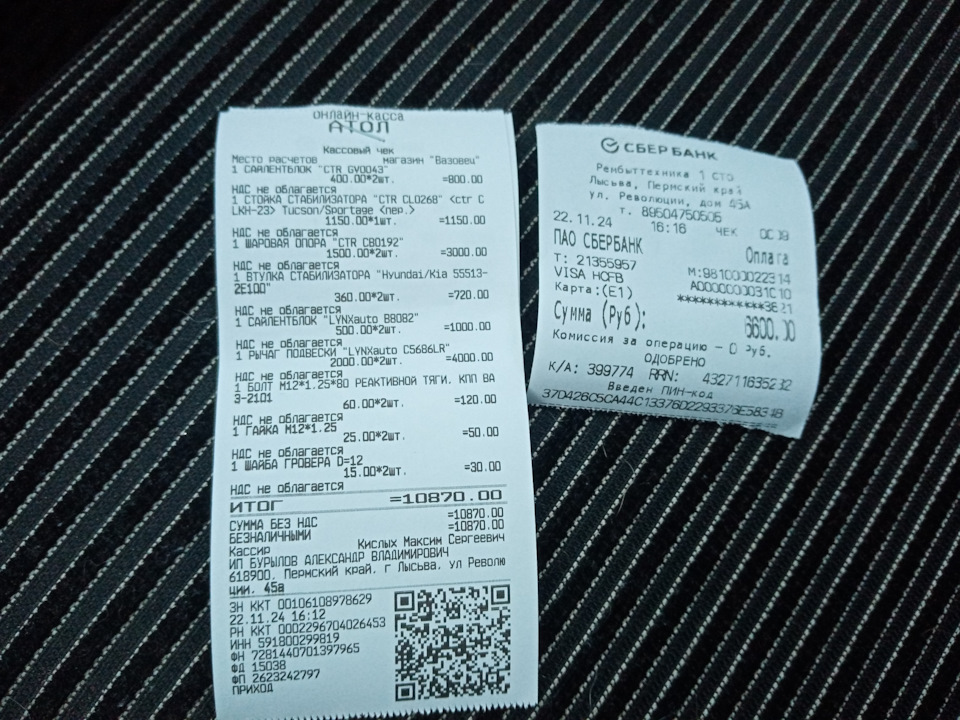 ОНЛАЙН-КАССА
АТОЛ
Кассовый чек
Место расчетов магазин "Вазовец"
1 САЙЛЕНТБЛОК "CTR GV0043"
400.00*2шт. =800.00
НДС не облагается
1 СТОЙКА СТАБИЛИЗАТОРА "CTR CL0268" <ctr C
LKH-23> Tucson/Sportage <пер.>
1150.00*1шт. =1150.00
НДС не облагается
1 ШАРОВАЯ ОПОРА "CTR CB0192"
1500.00*2шт. =3000.00
НДС не облагается
1 ВТУЛКА СТАБИЛИЗАТОРА "Hyundai/Kia 55513-
2E100"
360.00*2шт. =720.00
НДС не облагается
1 САЙЛЕНТБЛОК "LYNXauto B8082"
500.00*2шт. =1000.00
НДС не облагается
1 РЫЧАГ ПОДВЕСКИ "LYNXauto C5686LR"
2000.00*2шт. =4000.00
НДС не облагается
1 БОЛТ М12*1.25*80 РЕАКТИВНОЙ ТЯГИ, КПП ВА
З-2101
60.00*2шт. =120.00
НДС не облагается
1 ГАЙКА М12*1.25
25.00*2шт. =50.00
НДС не облагается
1 ШАЙБА ГРОВЕРА D=12
15.00*2шт. =30.00
НДС не облагается
ИТОГ =10870.00
СУММА БЕЗ НДС =10870.00
БЕЗНАЛИЧНЫМИ =10870.00
Кассир Кислых Максим Сергеевич
ИП БУРЫЛОВ АЛЕКСАНДР ВЛАДИМИРОВИЧ
618900, Пермский край, г Лысьва, ул Револю
ции, 45а
ЗН ККТ 00106108978629
22.11.24 16:12
РН ККТ 0002296704026453
ИНН 591800299819
ФН 7281440701397965
ФД 15038
ФП 2623242797
ПРИХОД
СБЕР БАНК
Ренбыттехника 1 сто
Лысьва, Пермский край
ул. Революции, дом 45А
т. 89504750505
22.11.24 16:16 ЧЕК
ПАО СБЕРБАНК Оплата
Т: 21355957 М:981000022314
VISA A0000000031010
Карта:(E1) ************3621
Сумма (Руб): 6600.00
Комиссия за операцию – 0 Руб.
ОДОБРЕНО
К/А: 399774 RRN: 432711635232
Введен ПИН-код